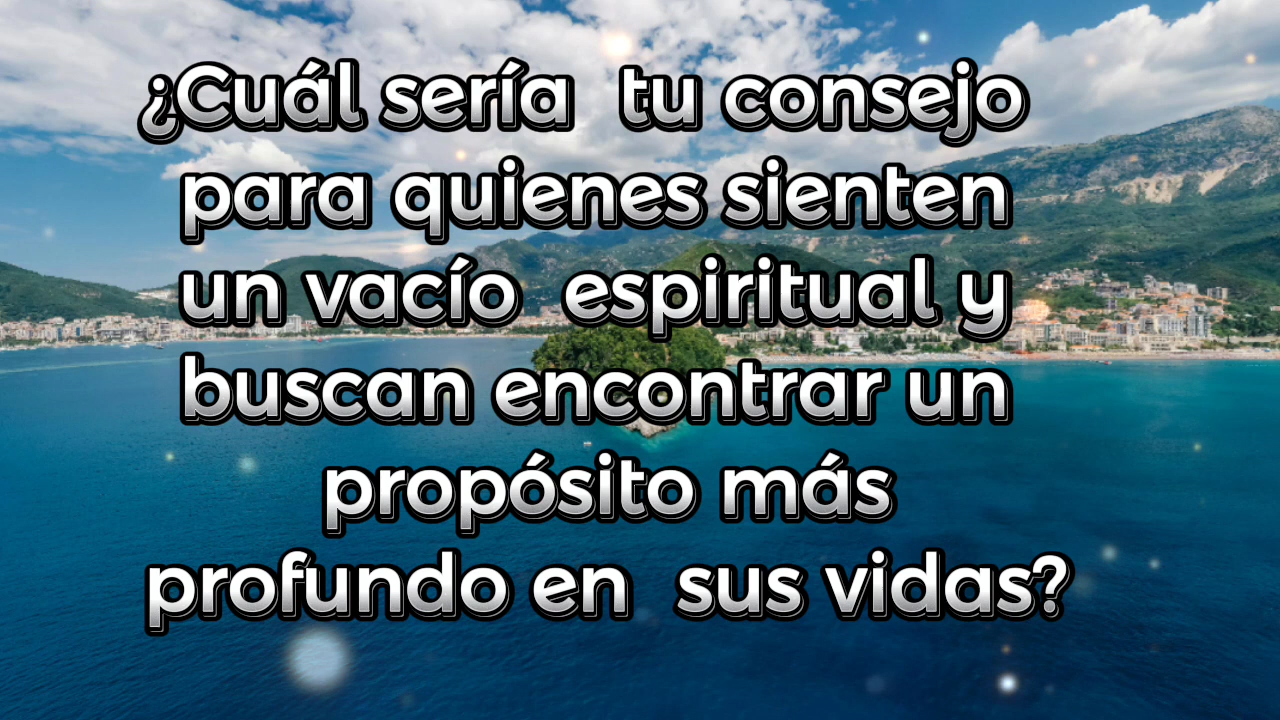 ¿Cuál sería tu consejo
para quienes sienten
un vacío espiritual y
buscan encontrar un
propósito más
profundo en sus vidas?